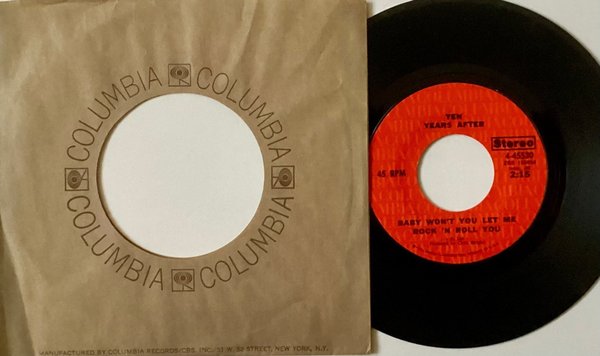 COLUMBIA COLUMBIA COLUMBIA COLUMBIA
MANUFACTURED BY COLUMBIA RECORDS/CBS, INC./51 W. 52 STREET, NEW YORK, N.Y.
TEN
YEARS AFTER
Stereo
4-45530
45 RPM
2:15
BABY WON'T YOU LET ME
ROCK 'N ROLL YOU